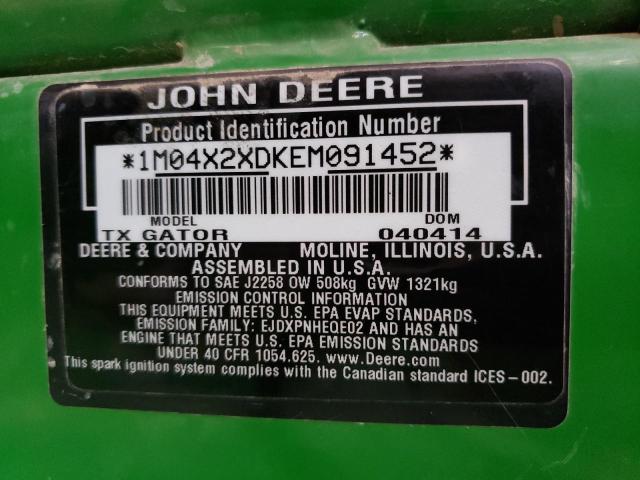 JOHN DEERE
Product Identification Number
*1M04X2XDKEM091452*
MODEL DOM
TX GATOR 040414
DEERE & COMPANY MOLINE, ILLINOIS, U.S.A.
ASSEMBLED IN U.S.A.
CONFORMS TO SAE J2258 OW 508kg GVW 1321kg
EMISSION CONTROL INFORMATION
THIS EQUIPMENT MEETS U.S. EPA EVAP STANDARDS,
EMISSION FAMILY: EJDXPNHEQE02 AND HAS AN
ENGINE THAT MEETS U.S. EPA EMISSION STANDARDS
UNDER 40 CFR 1054.625. www.Deere.com
This spark ignition system complies with the Canadian standard ICES-002.